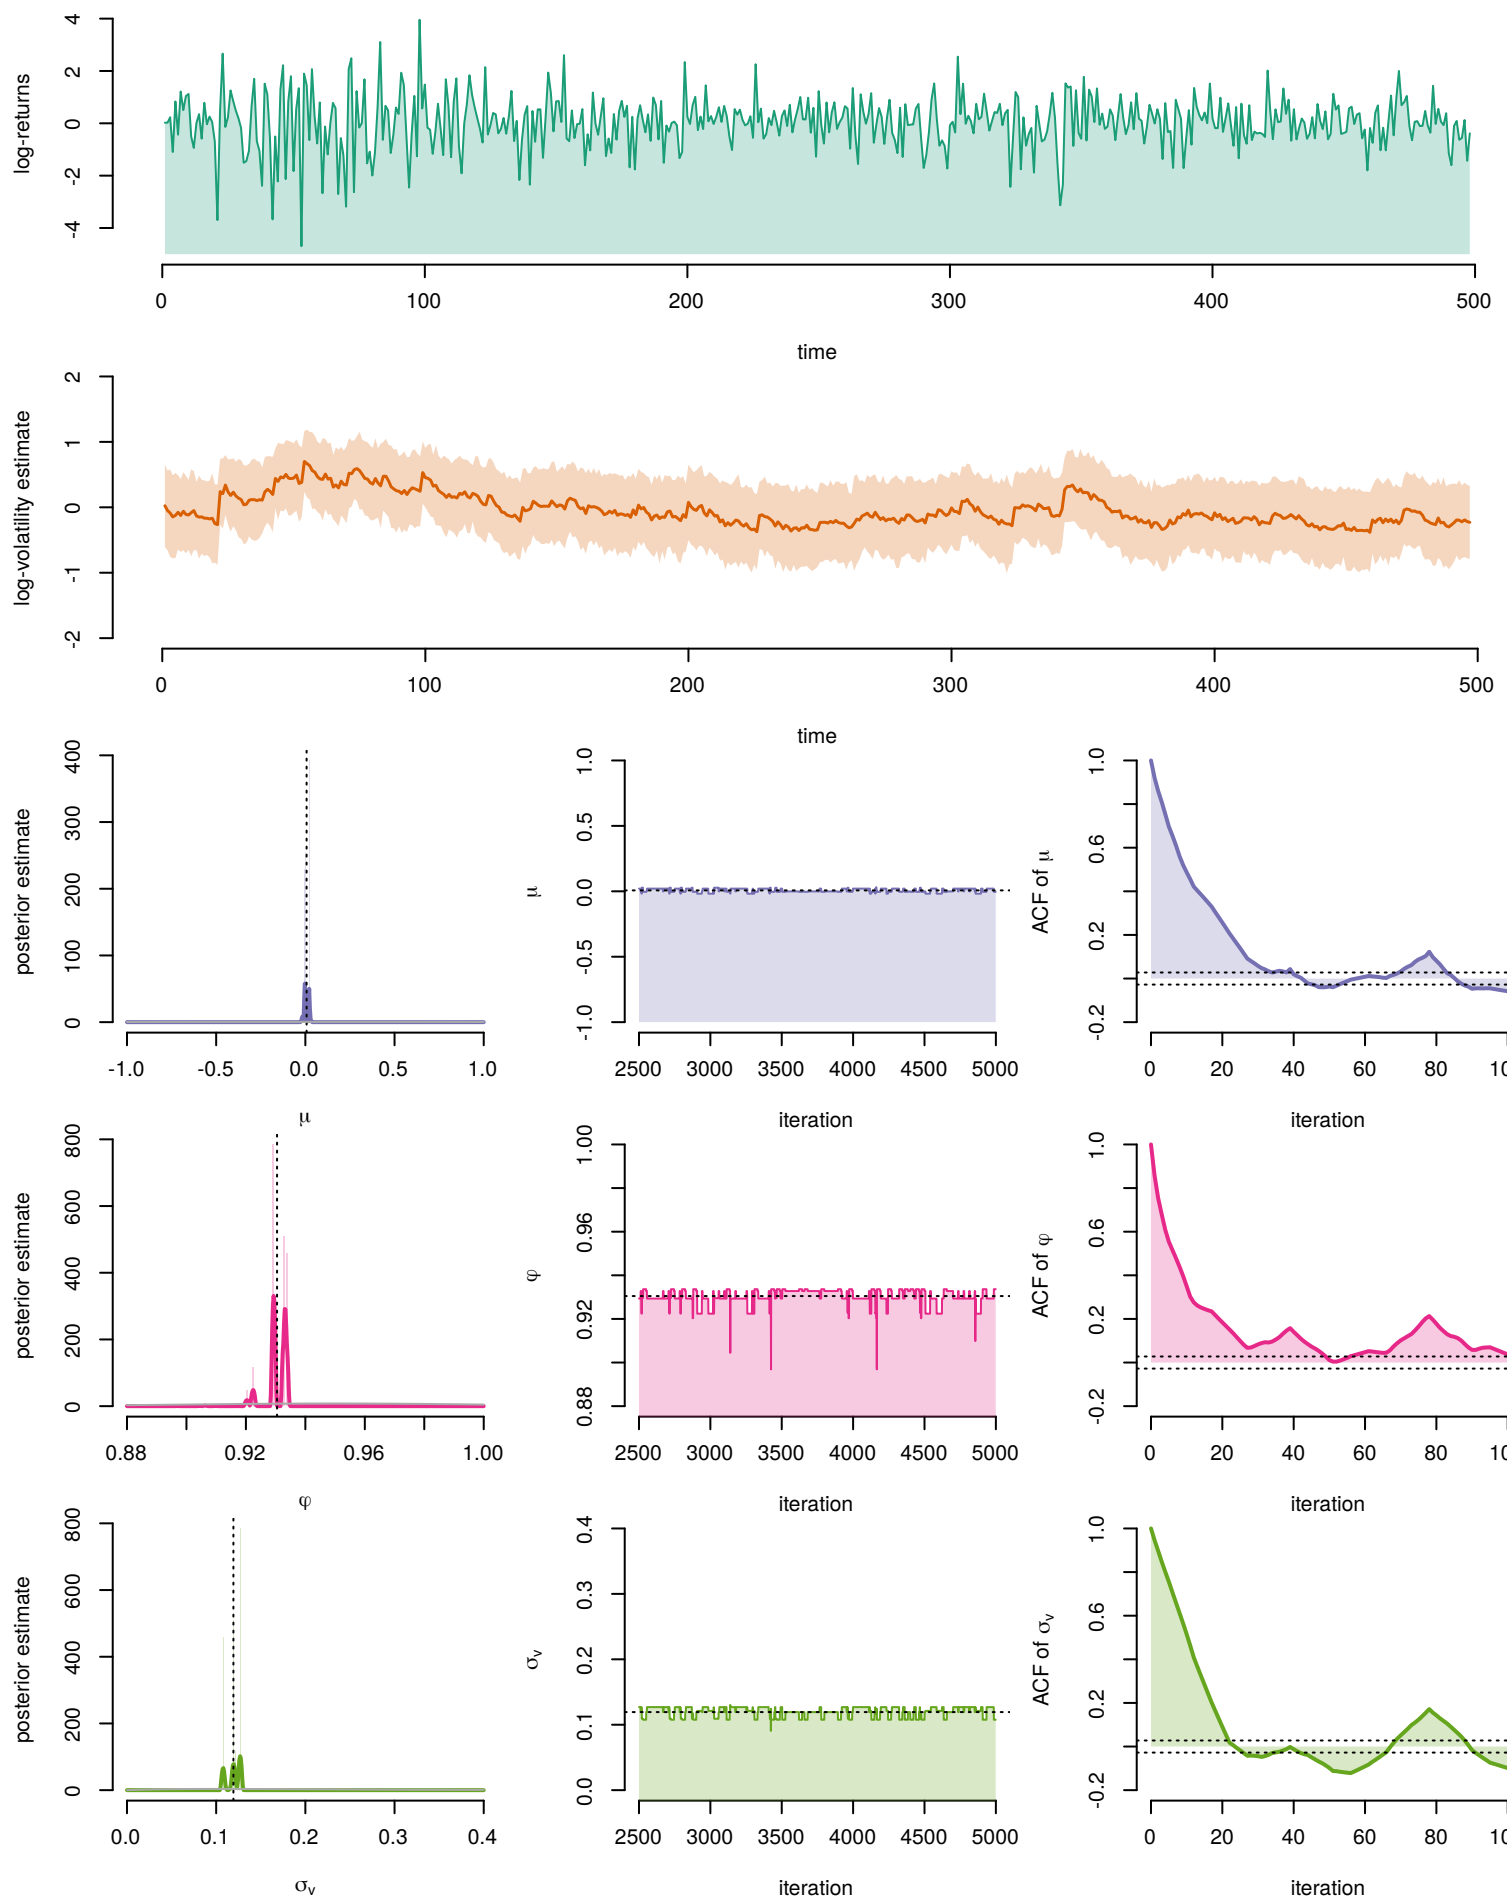 log-returns
4
2
0
-2
-4
0 100 200 300 400 500
time
log-volatility estimate
2
1
0
-1
-2
0 100 200 300 400 500
time
posterior estimate
400
300
200
100
0
-1.0 -0.5 0.0 0.5 1.0
μ
μ
1.0
0.5
0.0
-0.5
-1.0
2500 3000 3500 4000 4500 5000
iteration
ACF of μ
1.0
0.6
0.2
-0.2
0 20 40 60 80 10
iteration
posterior estimate
800
600
400
200
0
0.88 0.92 0.96 1.00
φ
φ
1.00
0.96
0.92
0.88
2500 3000 3500 4000 4500 5000
iteration
ACF of φ
1.0
0.6
0.2
-0.2
0 20 40 60 80 10
iteration
posterior estimate
800
600
400
200
0
0.0 0.1 0.2 0.3 0.4
σv
σv
0.4
0.3
0.2
0.1
0.0
2500 3000 3500 4000 4500 5000
iteration
ACF of σv
1.0
0.6
0.2
-0.2
0 20 40 60 80 10
iteration